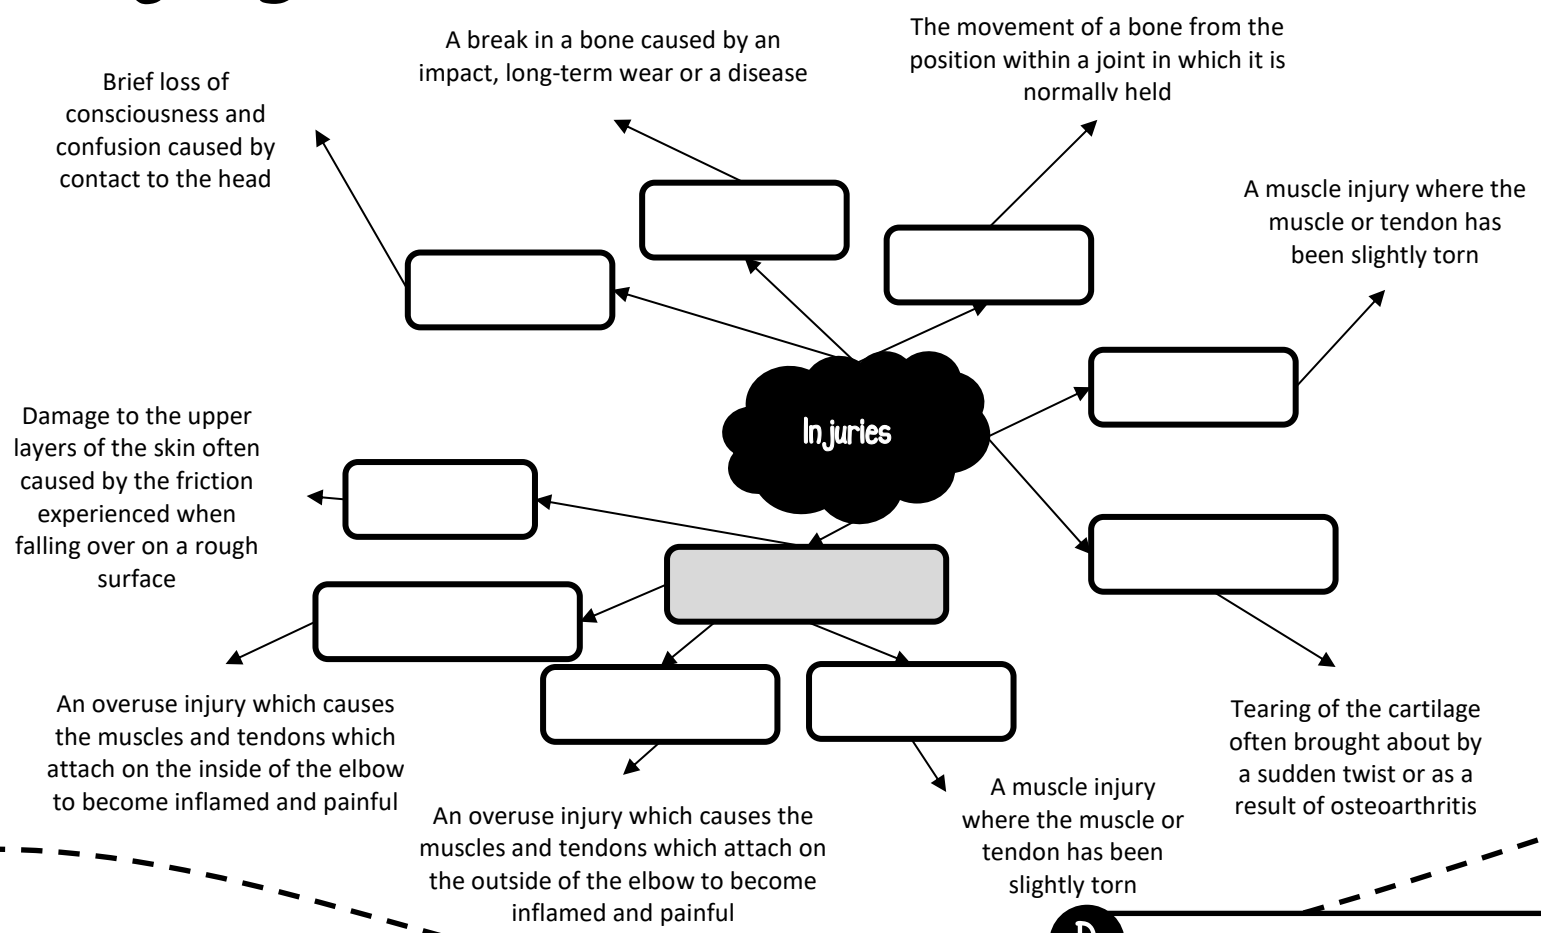 A break in a bone caused by an
impact, long-term wear or a disease
The movement of a bone from the
position within a joint in which it is
normally held
Brief loss of
consciousness and
confusion caused by
contact to the head
A muscle injury where the
muscle or tendon has
been slightly torn
Injuries
Damage to the upper
layers of the skin often
caused by the friction
experienced when
falling over on a rough
surface
An overuse injury which causes
the muscles and tendons which
attach on the inside of the elbow
to become inflamed and painful
An overuse injury which causes the
muscles and tendons which attach on
the outside of the elbow to become
inflamed and painful
A muscle injury
where the muscle or
tendon has been
slightly torn
Tearing of the cartilage
often brought about by
a sudden twist or as a
result of osteoarthritis